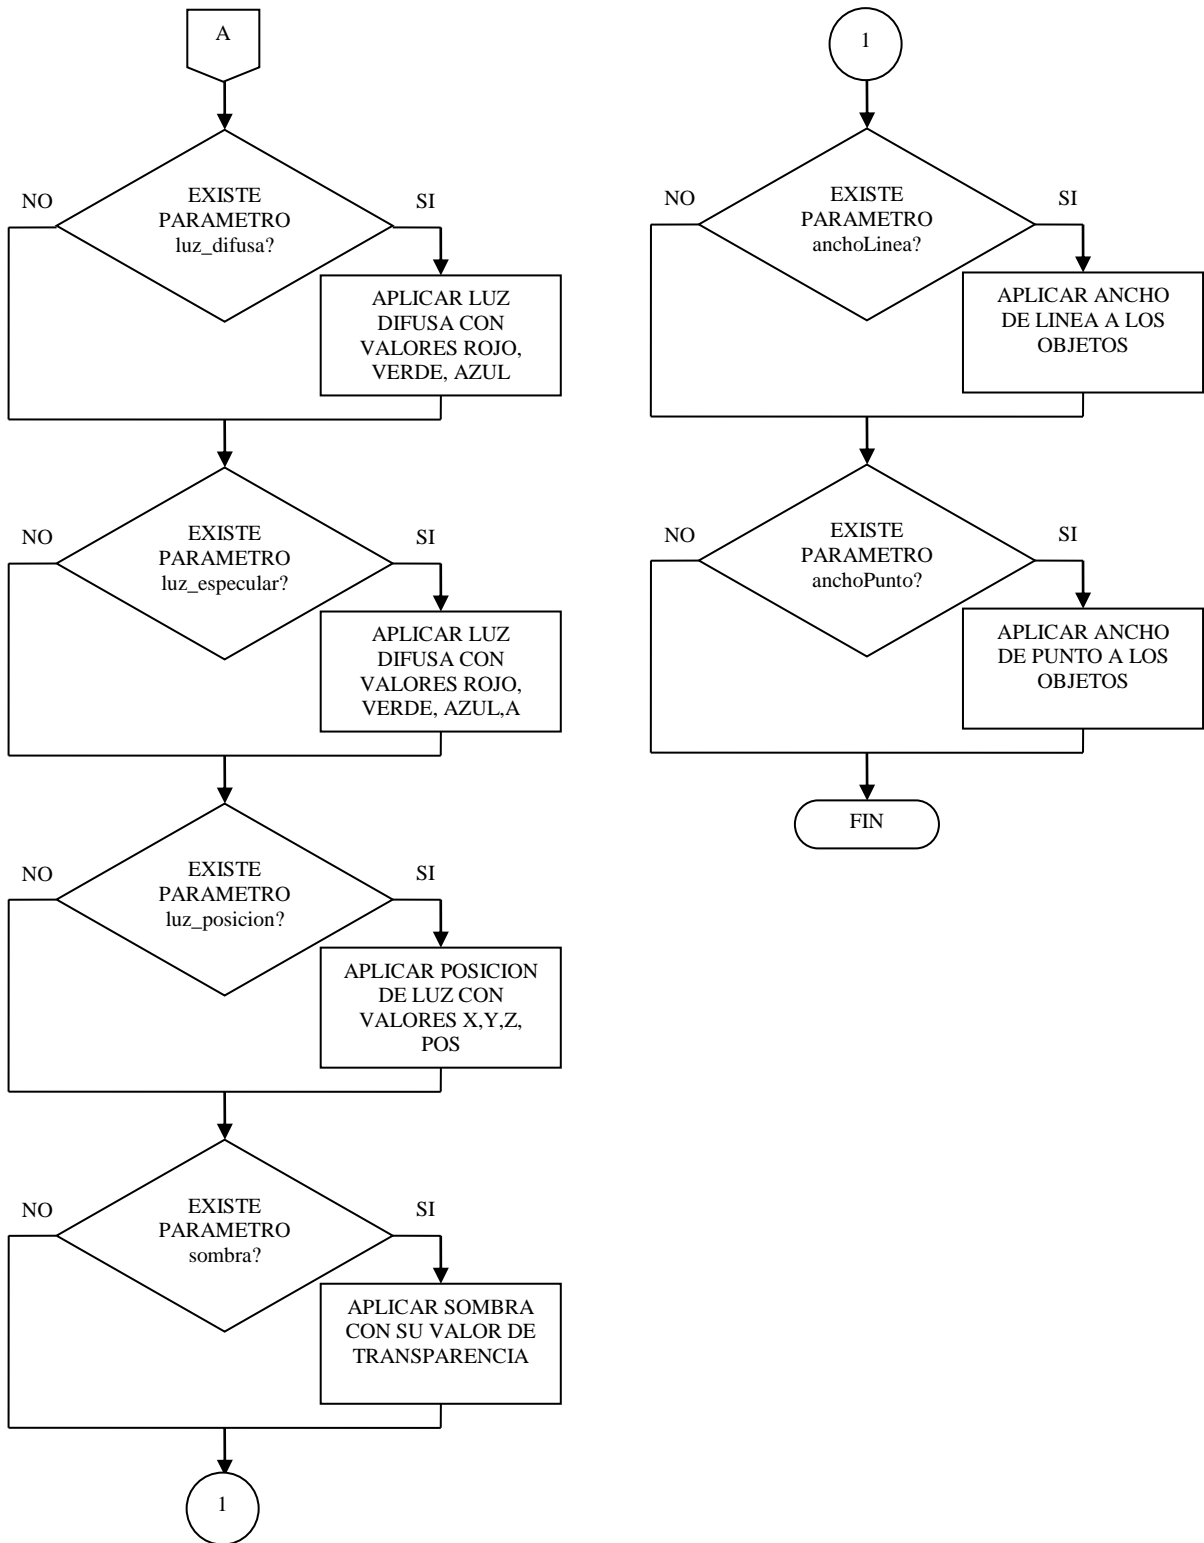 A
NO
EXISTE
PARAMETRO
luz_difusa?
SI
APLICAR LUZ
DIFUSA CON
VALORES ROJO,
VERDE, AZUL
NO
EXISTE
PARAMETRO
luz_especular?
SI
APLICAR LUZ
DIFUSA CON
VALORES ROJO,
VERDE, AZUL,A
NO
EXISTE
PARAMETRO
luz_posicion?
SI
APLICAR POSICION
DE LUZ CON
VALORES X,Y,Z,
POS
NO
EXISTE
PARAMETRO
sombra?
SI
APLICAR SOMBRA
CON SU VALOR DE
TRANSPARENCIA
1
1
NO
EXISTE
PARAMETRO
anchoLinea?
SI
APLICAR ANCHO
DE LINEA A LOS
OBJETOS
NO
EXISTE
PARAMETRO
anchoPunto?
SI
APLICAR ANCHO
DE PUNTO A LOS
OBJETOS
FIN